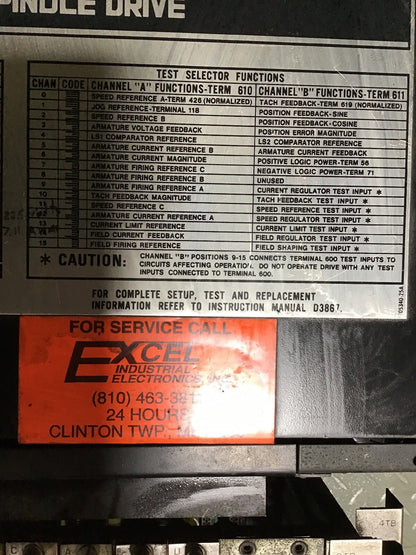 PINDLE DRIVE
TEST SELECTOR FUNCTIONS
CHAN CODE CHANNEL "A" FUNCTIONS-TERM 610 CHANNEL "B" FUNCTIONS-TERM 611
0 SPEED REFERENCE A-TERM 426 (NORMALIZED) TACH FEEDBACK-TERM 619 (NORMALIZED)
1 JOG REFERENCE-TERMINAL 118 POSITION FEEDBACK-SINE
2 SPEED REFERENCE B POSITION FEEDBACK-COSINE
3 ARMATURE VOLTAGE FEEDBACK POSITION ERROR MAGNITUDE
4 LS1 COMPARATOR REFERENCE LS2 COMPARATOR REFERENCE
5 ARMATURE CURRENT REFERENCE B ARMATURE CURRENT FEEDBACK
6 ARMATURE CURRENT MAGNITUDE POSITIVE LOGIC POWER-TERM 56
7 ARMATURE FIRING REFERENCE C NEGATIVE LOGIC POWER-TERM 71
8 ARMATURE FIRING REFERENCE B UNUSED
9 ARMATURE FIRING REFERENCE A CURRENT REGULATOR TEST INPUT *
10 TACH FEEDBACK MAGNITUDE TACH FEEDBACK TEST INPUT *
11 SPEED REFERENCE C SPEED REFERENCE TEST INPUT *
12 ARMATURE CURRENT REFERENCE A SPEED REGULATOR TEST INPUT *
13 CURRENT LIMIT REFERENCE CURRENT LIMIT TEST INPUT *
14 FIELD CURRENT FEEDBACK FIELD REGULATOR TEST INPUT *
15 FIELD FIRING REFERENCE FIELD SHAPING TEST INPUT *
* CAUTION: CHANNEL "B" POSITIONS 9-15 CONNECTS TERMINAL 600 TEST INPUTS TO
CIRCUITS AFFECTING OPERATION. DO NOT OPERATE DRIVE WITH ANY TEST
INPUTS CONNECTED TO TERMINAL 600.
FOR COMPLETE SETUP, TEST AND REPLACEMENT
INFORMATION REFER TO INSTRUCTION MANUAL D3867.
105340-75A
FOR SERVICE CALL
EXCEL
INDUSTRIAL
ELECTRONICS, INC.
(810) 463-381
24 HOURS
CLINTON TWP.,
4TB
C A U C